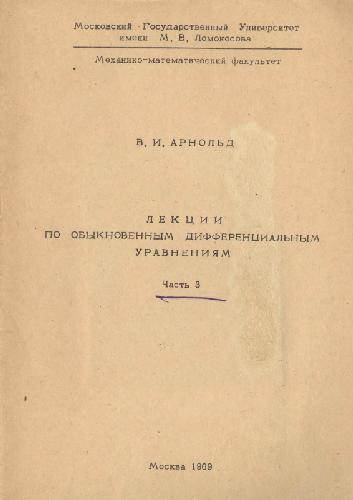 Московский Государственный Университет
имени М. В. Ломоносова
Механико-математический факультет
В. И. АРНОЛЬД
ЛЕКЦИИ
ПО ОБЫКНОВЕННЫМ ДИФФЕРЕНЦИАЛЬНЫМ
УРАВНЕНИЯМ
Часть 3
Москва 1969